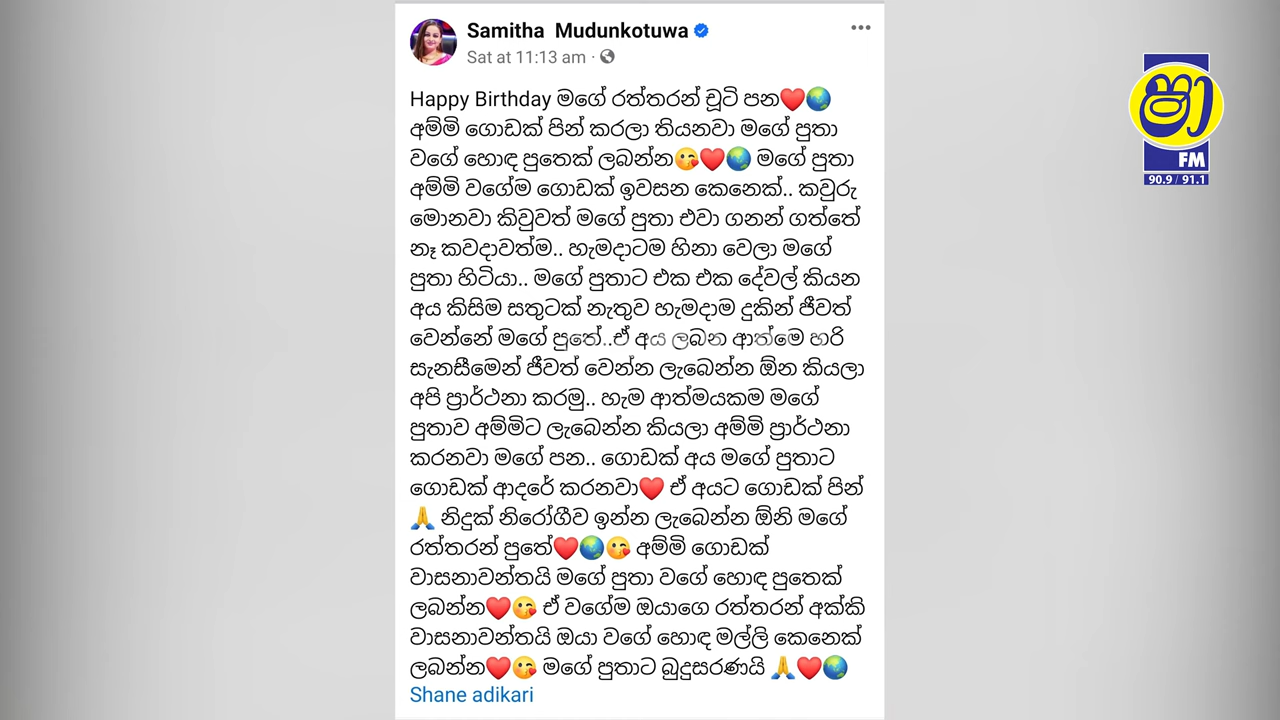 Samitha Mudunkotuwa
Sat at 11:13 am ·
Happy Birthday මගේ රත්තරන් චූටි පන❤️🌏
අම්මි ගොඩක් පින් කරලා තියනවා මගේ පුතා
වගේ හොඳ පුතෙක් ලබන්න😘❤️🌏 මගේ පුතා
අම්මි වගේම ගොඩක් ඉවසන කෙනෙක්.. කවුරු
මොනවා කිව්වත් මගේ පුතා එවා ගනන් ගත්තේ
නෑ කවදාවත්ම.. හැමදාටම හිනා වෙලා මගේ
පුතා හිටියා.. මගේ පුතාට එක එක දේවල් කියන
අය කිසිම සතුටක් නැතුව හැමදාම දුකින් ජීවත්
වෙන්නේ මගේ පුතේ..ඒ අය ලබන ආත්මෙ හරි
සැනසීමෙන් ජීවත් වෙන්න ලැබෙන්න ඕන කියලා
අපි ප්‍රාර්ථනා කරමු.. හැම ආත්මයකම මගේ
පුතාව අම්මිට ලැබෙන්න කියලා අම්මි ප්‍රාර්ථනා
කරනවා මගේ පන.. ගොඩක් අය මගේ පුතාට
ගොඩක් ආදරේ කරනවා❤️ ඒ අයට ගොඩක් පින්
🙏 නිදුක් නිරෝගීව ඉන්න ලැබෙන්න ඕනි මගේ
රත්තරන් පුතේ❤️🌏😘 අම්මි ගොඩක්
වාසනාවන්තයි මගේ පුතා වගේ හොඳ පුතෙක්
ලබන්න❤️😘 ඒ වගේම ඔයාගෙ රත්තරන් අක්කි
වාසනාවන්තයි ඔයා වගේ හොඳ මල්ලි කෙනෙක්
ලබන්න❤️😘 මගේ පුතාට බුදුසරණයි 🙏❤️🌏
Shane adikari
ශා
FM
90.9 / 91.1